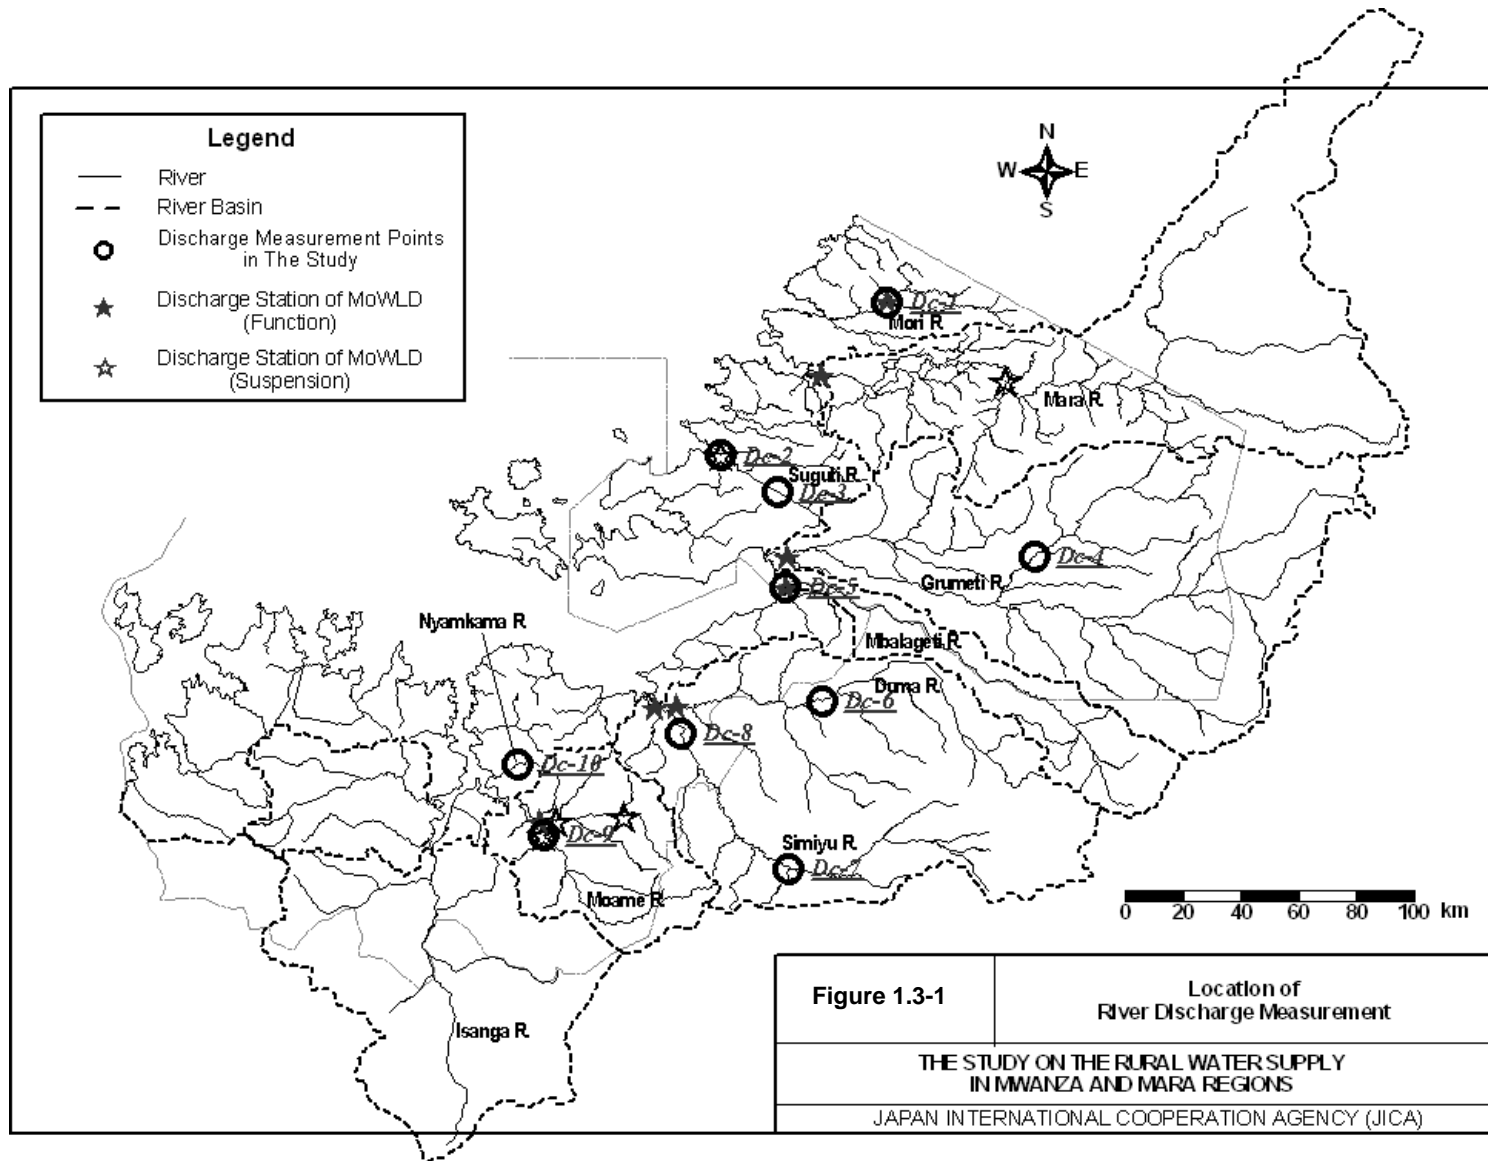 Legend
River
River Basin
Discharge Measurement Points
in The Study
Discharge Station of MoWLD
(Function)
Discharge Station of MoWLD
(Suspension)
N
W E
S
Dc-1
Mori R.
Mara R.
Dc-2
Suguti R.
Dc-3
Dc-4
Grumeti R.
Dc-5
Nyamkama R.
Mbalageti R.
Duma R.
Dc-6
Dc-8
Dc-10
Dc-9
Simiyu R.
Dc-7
Moame R.
0 20 40 60 80 100 km
Isanga R.
Figure 1.3-1
Location of
River Discharge Measurement
THE STUDY ON THE RURAL WATER SUPPLY
IN MWANZA AND MARA REGIONS
JAPAN INTERNATIONAL COOPERATION AGENCY (JICA)